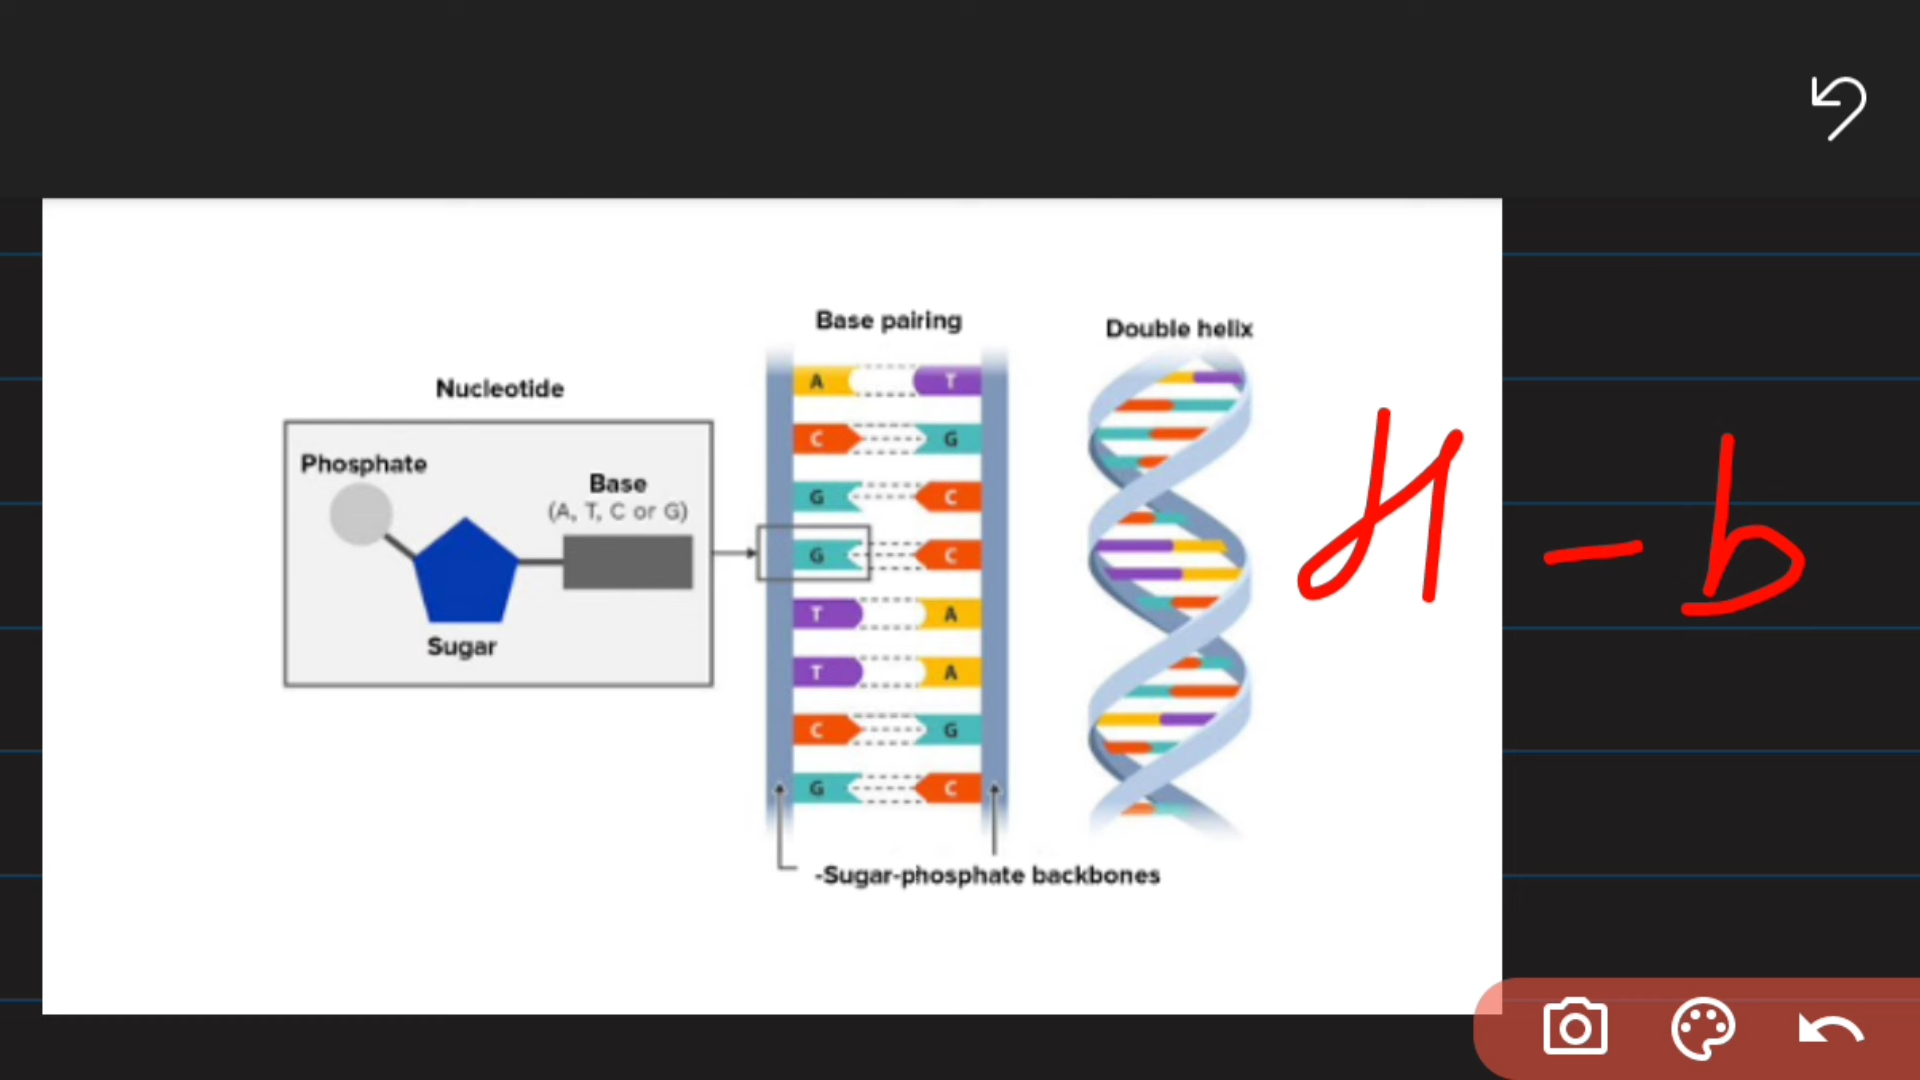 Base pairing
Double helix
Nucleotide
Phosphate
Base
(A, T, C or G)
Sugar
A T
C G
G C
G C
T A
T A
C G
G C
-Sugar-phosphate backbones
H - b